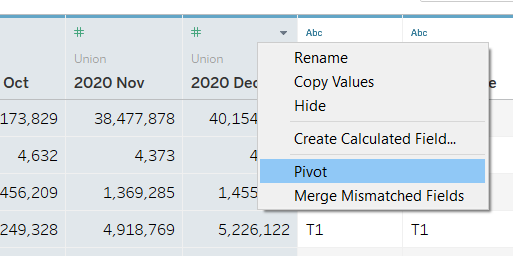 # # Abc Abc
Union Union
Oct 2020 Nov 2020 Dec
Rename
Copy Values
Hide
173,829 38,477,878 40,154
4,632 4,373 4
Create Calculated Field...
Pivot
456,209 1,369,285 1,455
Merge Mismatched Fields
249,328 4,918,769 5,226,122 T1 T1